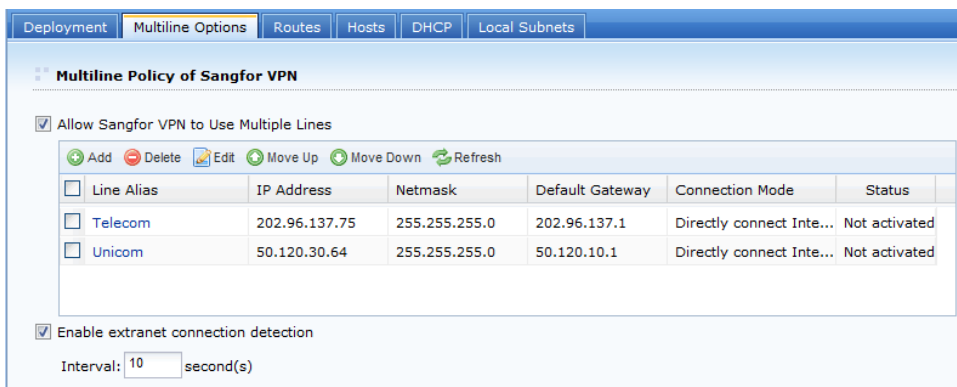 Deployment Multiline Options Routes Hosts DHCP Local Subnets
Multiline Policy of Sangfor VPN
Allow Sangfor VPN to Use Multiple Lines
Add Delete Edit Move Up Move Down Refresh
Line Alias IP Address Netmask Default Gateway Connection Mode Status
Telecom 202.96.137.75 255.255.255.0 202.96.137.1 Directly connect Inte... Not activated
Unicom 50.120.30.64 255.255.255.0 50.120.10.1 Directly connect Inte... Not activated
Enable extranet connection detection
Interval: 10 second(s)